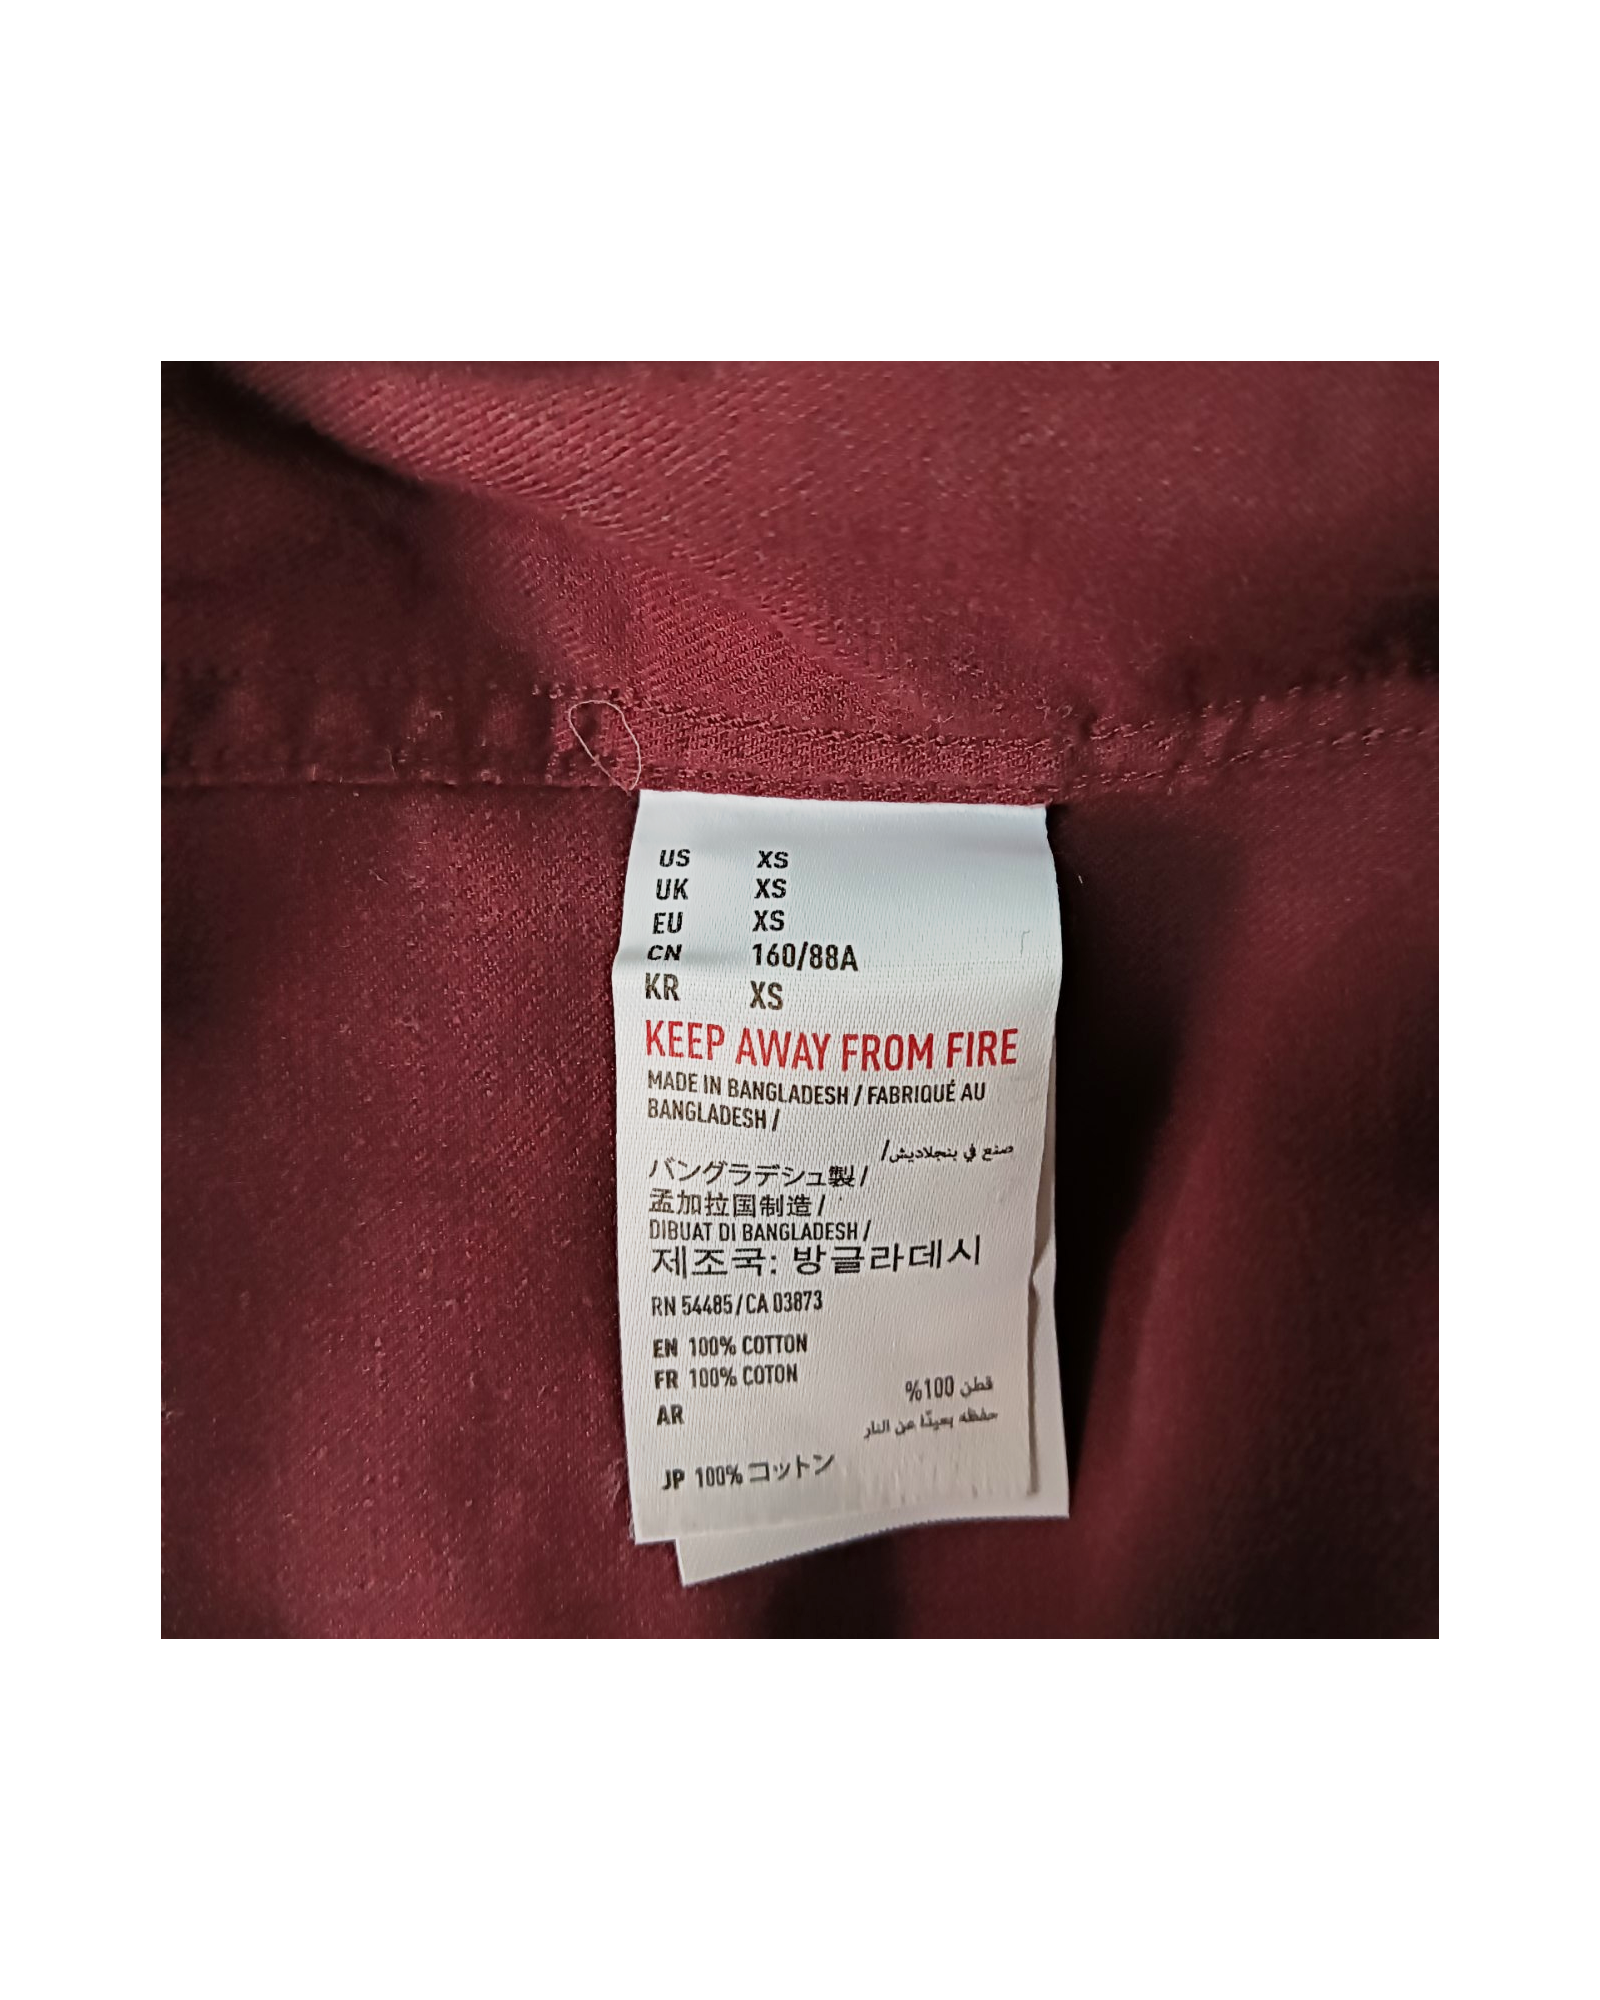 US XS
UK XS
EU XS
CN 160/88A
KR XS
KEEP AWAY FROM FIRE
MADE IN BANGLADESH / FABRIQUÉ AU
BANGLADESH /
صنع في بنجلاديش/
バングラデシュ製 /
孟加拉国制造 /
DIBUAT DI BANGLADESH /
제조국: 방글라데시
RN 54485 / CA 03873
EN 100% COTTON
FR 100% COTON
%100 قطن
AR
حفظه بعيدًا عن النار
JP 100% コットン